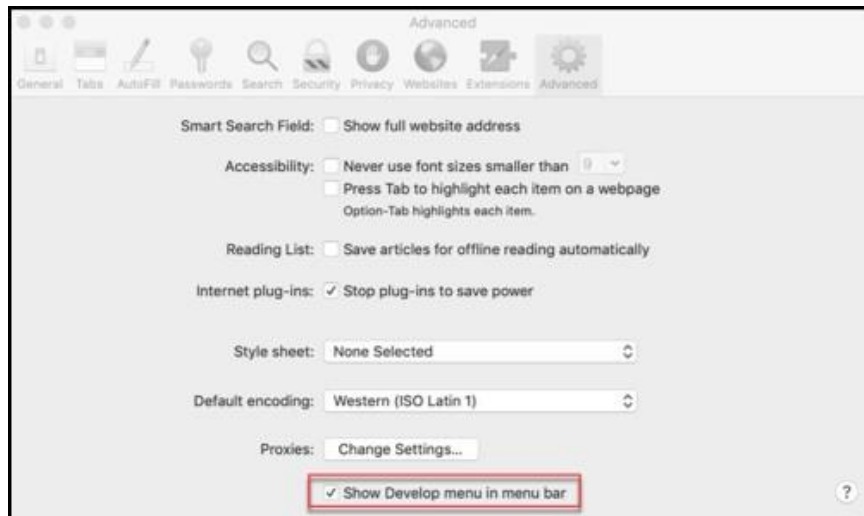 Advanced
General Tabs AutoFill Passwords Search Security Privacy Websites Extensions Advanced
Smart Search Field: Show full website address
Accessibility: Never use font sizes smaller than 9
Press Tab to highlight each item on a webpage
Option-Tab highlights each item.
Reading List: Save articles for offline reading automatically
Internet plug-ins: Stop plug-ins to save power
Style sheet: None Selected
Default encoding: Western (ISO Latin 1)
Proxies: Change Settings...
Show Develop menu in menu bar
?